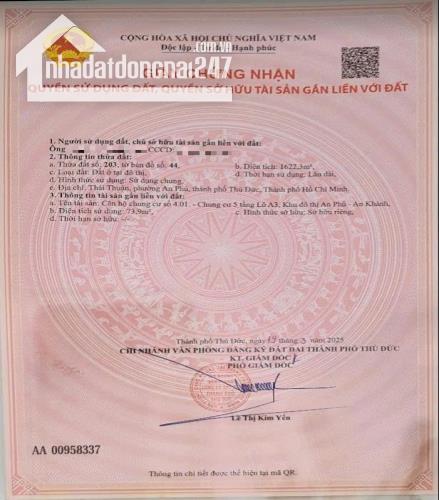 CỘNG HÒA XÃ HỘI CHỦ NGHĨA VIỆT NAM
Độc lập Hạnh phúc
.com.vn
nhadatdongnai247
CHỨNG NHẬN
QUYỀN SỬ DỤNG ĐẤT, QUYỀN SỞ HỮU TÀI SẢN GẮN LIỀN VỚI ĐẤT
1. Người sử dụng đất, chủ sở hữu tài sản gắn liền với đất:
Ông CCCD:
2. Thông tin thửa đất:
a. Thửa đất số: 203, tờ bản đồ số: 44, b. Diện tích: 1622,3m².
c. Loại đất: Đất ở tại đô thị, d. Thời hạn sử dụng: Lâu dài,
đ. Hình thức sử dụng: Sử dụng chung,
e. Địa chỉ: Thái Thuận, phường An Phú, thành phố Thủ Đức, Thành phố Hồ Chí Minh.
3. Thông tin tài sản gắn liền với đất:
a. Tên tài sản: Căn hộ chung cư số 4.01 - Chung cư 5 tầng Lô A3, Khu đô thị An Phú - An Khánh,
b. Diện tích sử dụng: 73,9m², c. Hình thức sở hữu: Sở hữu riêng,
d. Thời hạn sở hữu: -/-.
Thành phố Thủ Đức, ngày tháng 3 năm 2025
CHI NHÁNH VĂN PHÒNG ĐĂNG KÝ ĐẤT ĐAI THÀNH PHỐ THỦ ĐỨC
KT. GIÁM ĐỐC
PHÓ GIÁM ĐỐC
Lê Thị Kim Yến
AA 00958337
Thông tin chi tiết được thể hiện tại mã QR.